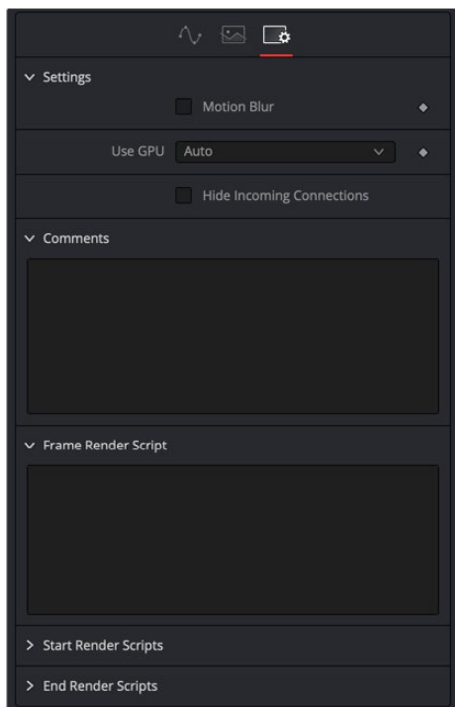 Settings
Motion Blur
Use GPU Auto
Hide Incoming Connections
Comments
Frame Render Script
Start Render Scripts
End Render Scripts